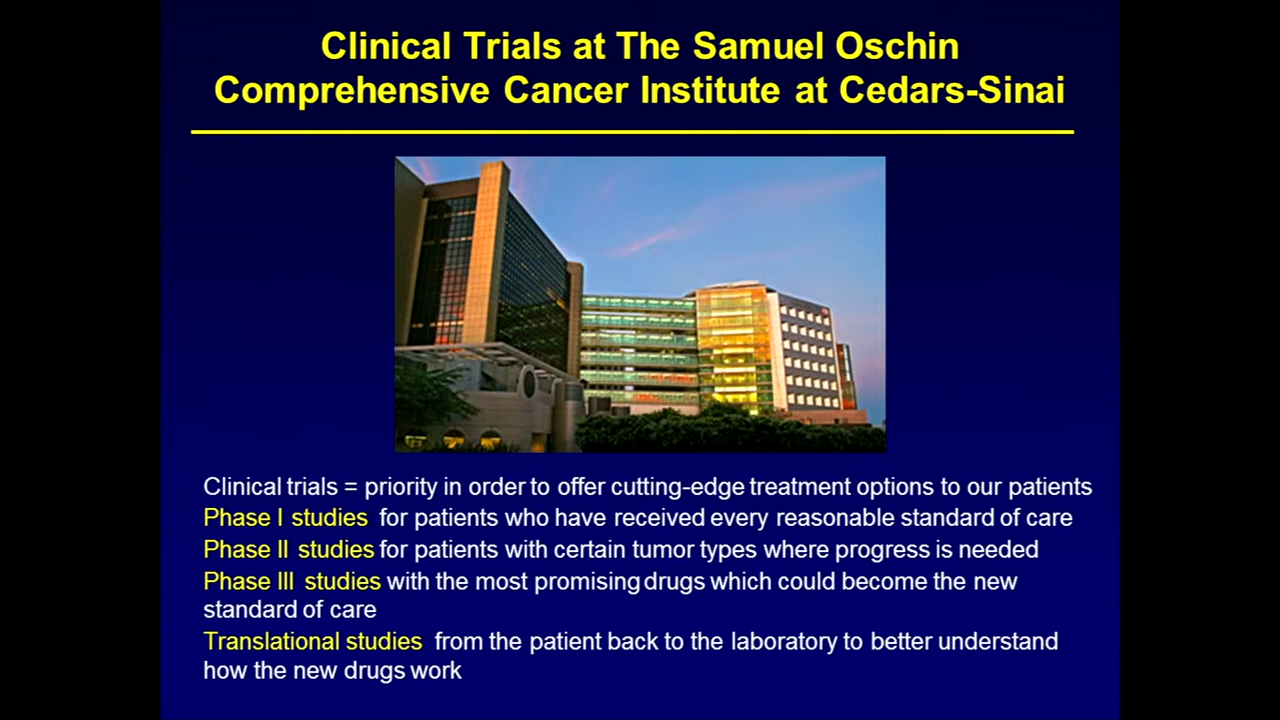 Clinical Trials at The Samuel Oschin
Comprehensive Cancer Institute at Cedars-Sinai
Clinical trials = priority in order to offer cutting-edge treatment options to our patients
Phase I studies for patients who have received every reasonable standard of care
Phase II studies for patients with certain tumor types where progress is needed
Phase III studies with the most promising drugs which could become the new
standard of care
Translational studies from the patient back to the laboratory to better understand
how the new drugs work